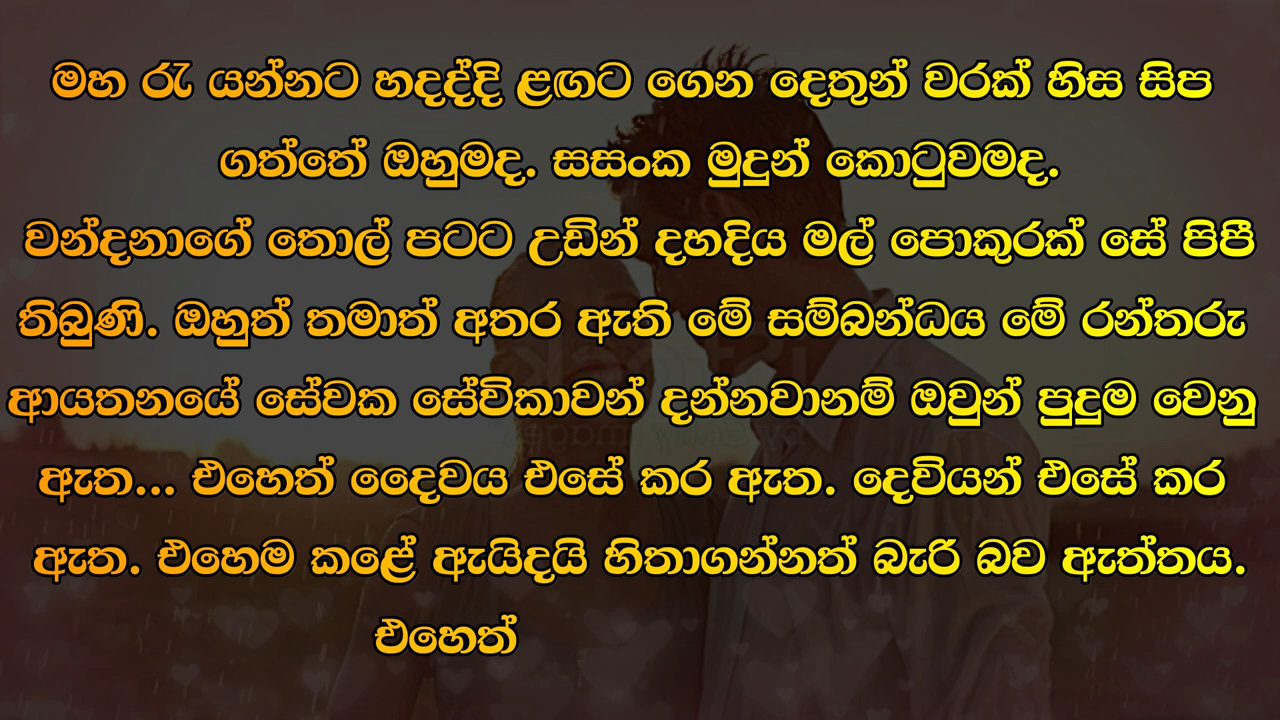 මහ රෑ යන්නට හදද්දි ළඟට ගෙන දෙතුන් වරක් හිස සිප
ගත්තේ ඔහුමද. සසංක මුදුන් කොටුවමද.
වන්දනාගේ තොල් පටට උඩින් දහදිය මල් පොකුරක් සේ පිපී
තිබුණි. ඔහුත් තමාත් අතර ඇති මේ සම්බන්ධය මේ රන්තරු
ආයතනයේ සේවක සේවිකාවන් දන්නවානම් ඔවුන් පුදුම වෙනු
ඇත... එහෙත් දෛවය එසේ කර ඇත. දෙවියන් එසේ කර
ඇත. එහෙම කළේ ඇයිදයි හිතාගන්නත් බැරි බව ඇත්තය.
එහෙත්